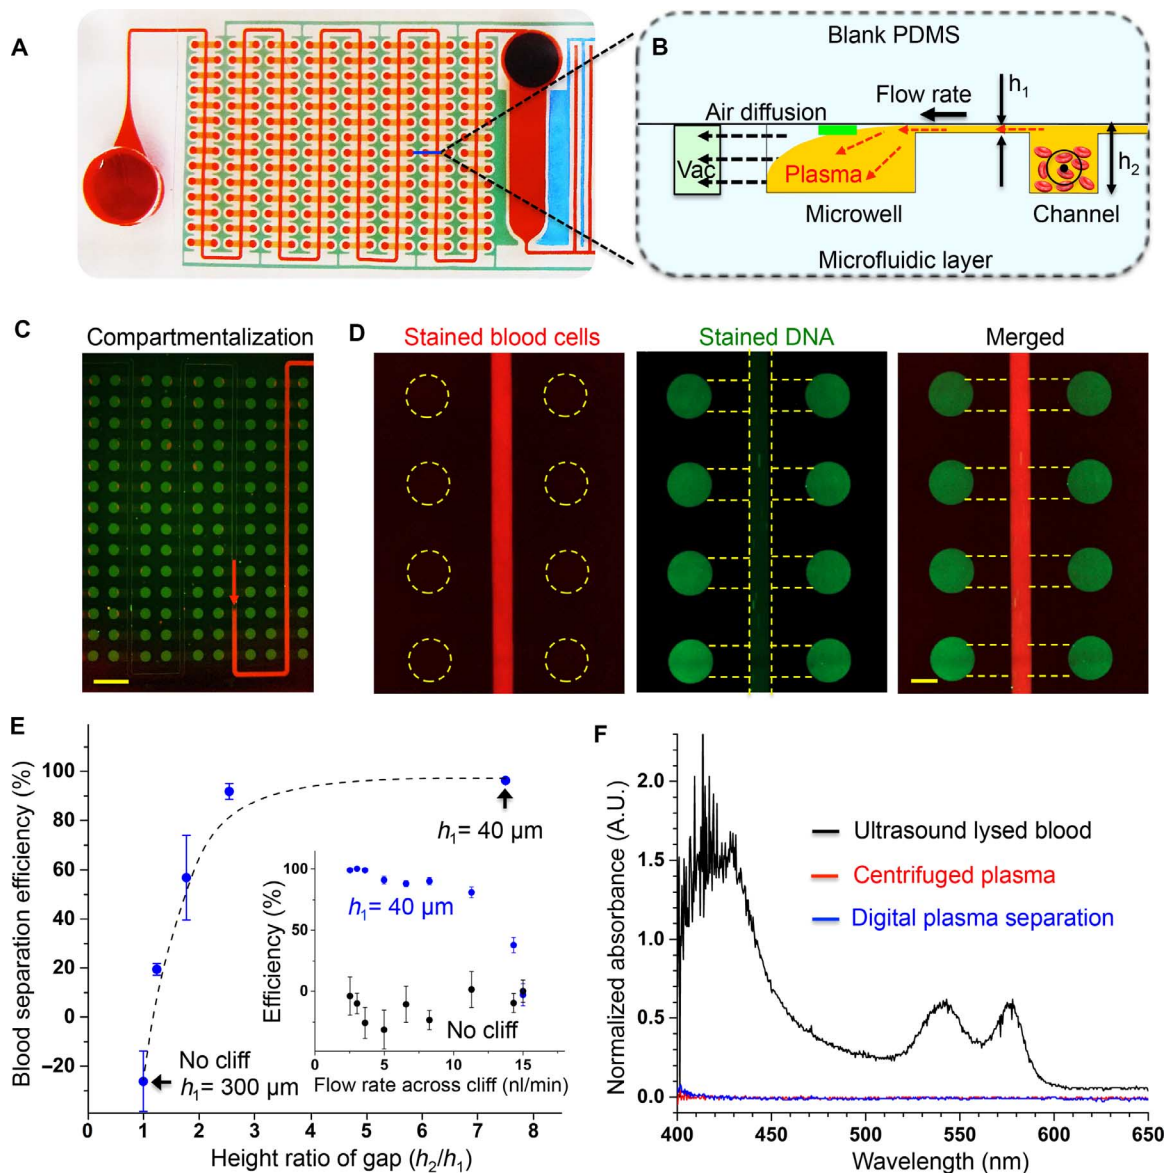 A
B
Blank PDMS
Air diffusion
Flow rate
h1
h2
Vac
Plasma
Microwell
Channel
Microfluidic layer
C
Compartmentalization
D
Stained blood cells
Stained DNA
Merged
E
Blood separation efficiency (%)
100
80
60
40
20
0
−20
0
1
2
3
4
5
6
7
8
Height ratio of gap (h2/h1)
No cliff
h1= 300 µm
h1= 40 µm
Efficiency (%)
100
50
0
h1= 40 µm
No cliff
0
5
10
15
Flow rate across cliff (nl/min)
F
Normalized absorbance (A.U.)
2.0
1.5
1.0
0.5
0.0
Ultrasound lysed blood
Centrifuged plasma
Digital plasma separation
400
450
500
550
600
650
Wavelength (nm)